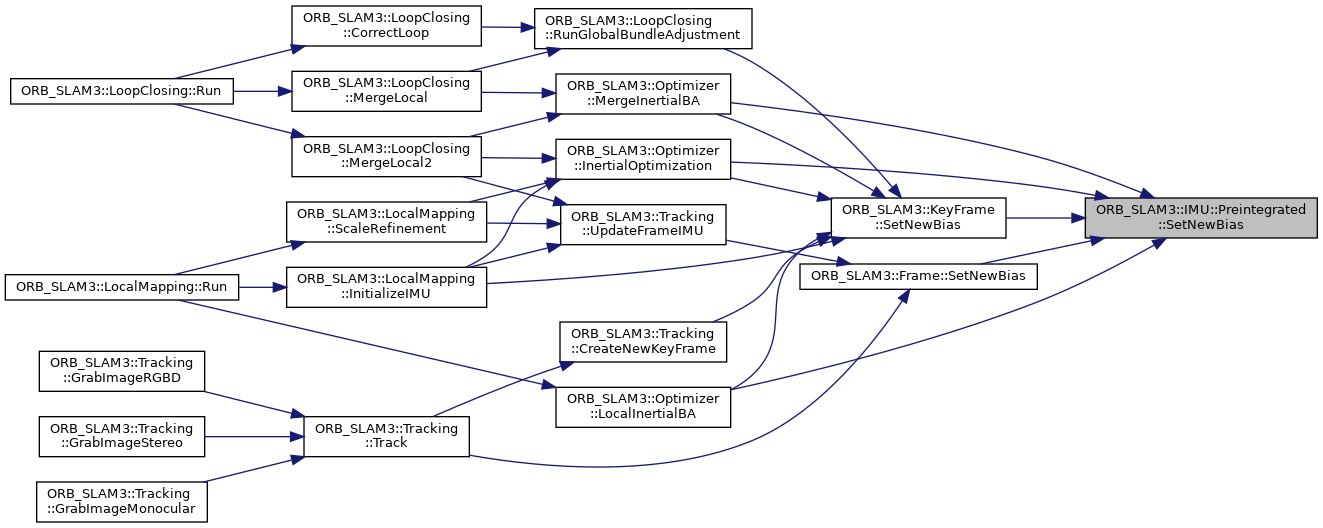 ORB_SLAM3::LoopClosing
::CorrectLoop
ORB_SLAM3::LoopClosing
::RunGlobalBundleAdjustment
ORB_SLAM3::LoopClosing::Run
ORB_SLAM3::LoopClosing
::MergeLocal
ORB_SLAM3::Optimizer
::MergeInertialBA
ORB_SLAM3::LoopClosing
::MergeLocal2
ORB_SLAM3::Optimizer
::InertialOptimization
ORB_SLAM3::LocalMapping
::ScaleRefinement
ORB_SLAM3::Tracking
::UpdateFrameIMU
ORB_SLAM3::KeyFrame
::SetNewBias
ORB_SLAM3::IMU::Preintegrated
::SetNewBias
ORB_SLAM3::LocalMapping::Run
ORB_SLAM3::LocalMapping
::InitializeIMU
ORB_SLAM3::Frame::SetNewBias
ORB_SLAM3::Tracking
::CreateNewKeyFrame
ORB_SLAM3::Tracking
::GrabImageRGBD
ORB_SLAM3::Optimizer
::LocalInertialBA
ORB_SLAM3::Tracking
::GrabImageStereo
ORB_SLAM3::Tracking
::Track
ORB_SLAM3::Tracking
::GrabImageMonocular